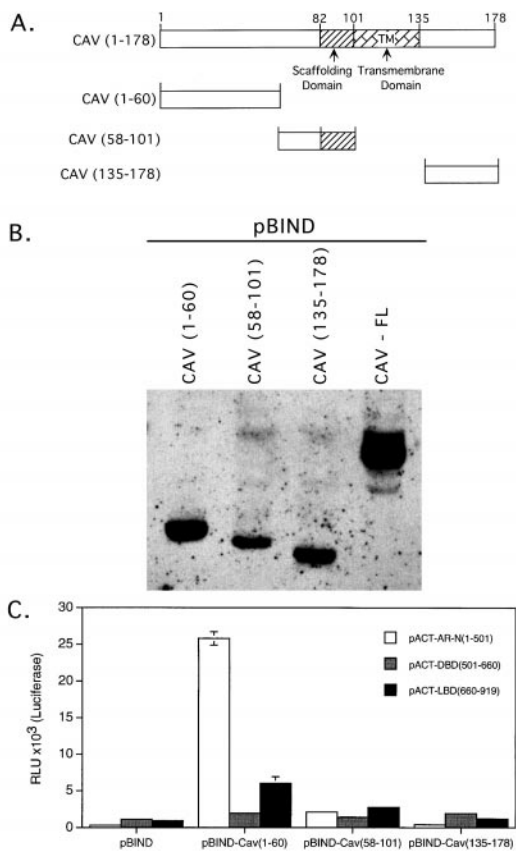 A.
1 82 101 135 178
CAV (1-178)
TM
Scaffolding Domain
Transmembrane Domain
CAV (1-60)
CAV (58-101)
CAV (135-178)
B.
pBIND
CAV (1-60)
CAV (58-101)
CAV (135-178)
CAV - FL
C.
30
25
20
15
10
5
0
RLU x10³ (Luciferase)
pACT-AR-N(1-501)
pACT-DBD(501-660)
pACT-LBD(660-919)
pBIND pBIND-Cav(1-60) pBIND-Cav(58-101) pBIND-Cav(135-178)